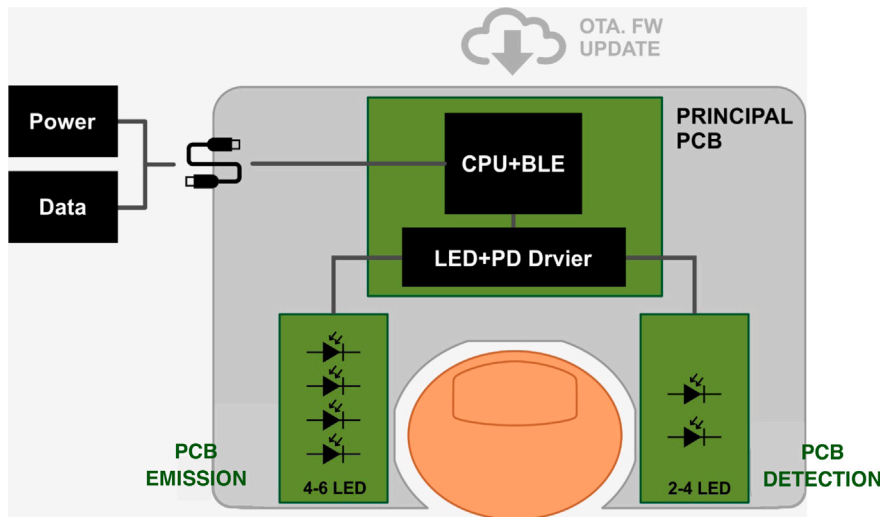 OTA. FW
UPDATE
Power
Data
PRINCIPAL
PCB
CPU+BLE
LED+PD Drvier
PCB
EMISSION
4-6 LED
2-4 LED
PCB
DETECTION